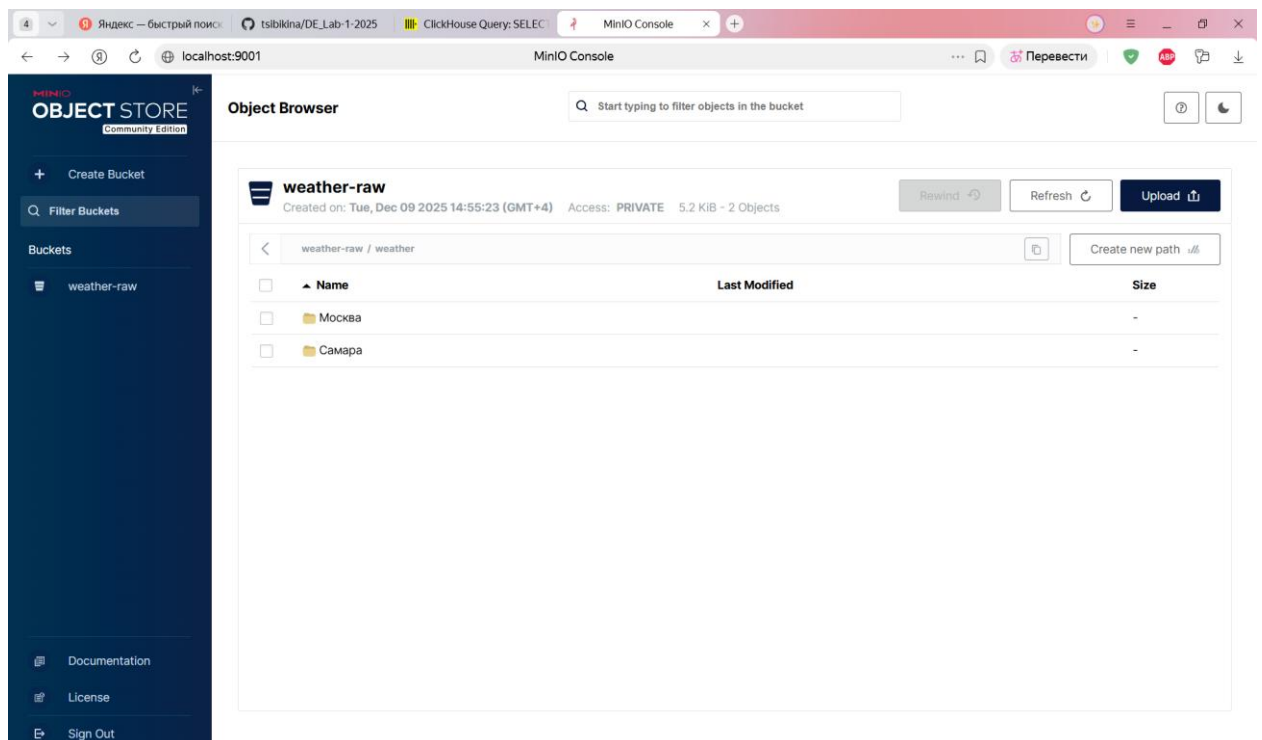 4 Яндекс — быстрый поиск tsibikina/DE_Lab-1-2025 ClickHouse Query: SELECT MinIO Console
localhost:9001 MinIO Console Перевести ABP
MINIO
OBJECT STORE
Community Edition
Object Browser
Start typing to filter objects in the bucket
Create Bucket
Filter Buckets
Buckets
weather-raw
weather-raw
Created on: Tue, Dec 09 2025 14:55:23 (GMT+4) Access: PRIVATE 5.2 KiB - 2 Objects
Rewind Refresh Upload
weather-raw / weather
Create new path
Name Last Modified Size
Москва -
Самара -
Documentation
License
Sign Out